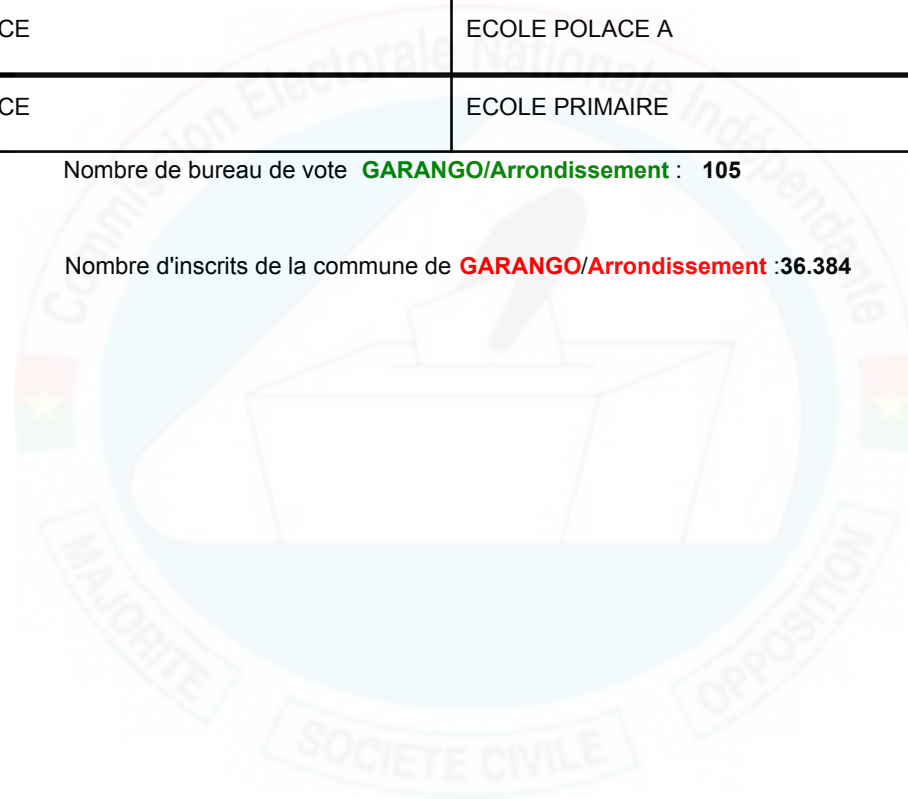 CE ECOLE POLACE A
CE ECOLE PRIMAIRE
Nombre de bureau de vote GARANGO/Arrondissement : 105
Nombre d'inscrits de la commune de GARANGO/Arrondissement :36.384
Commission Electorale Nationale Indépendante
MAJORITE
SOCIETE CIVILE
OPPOSITION